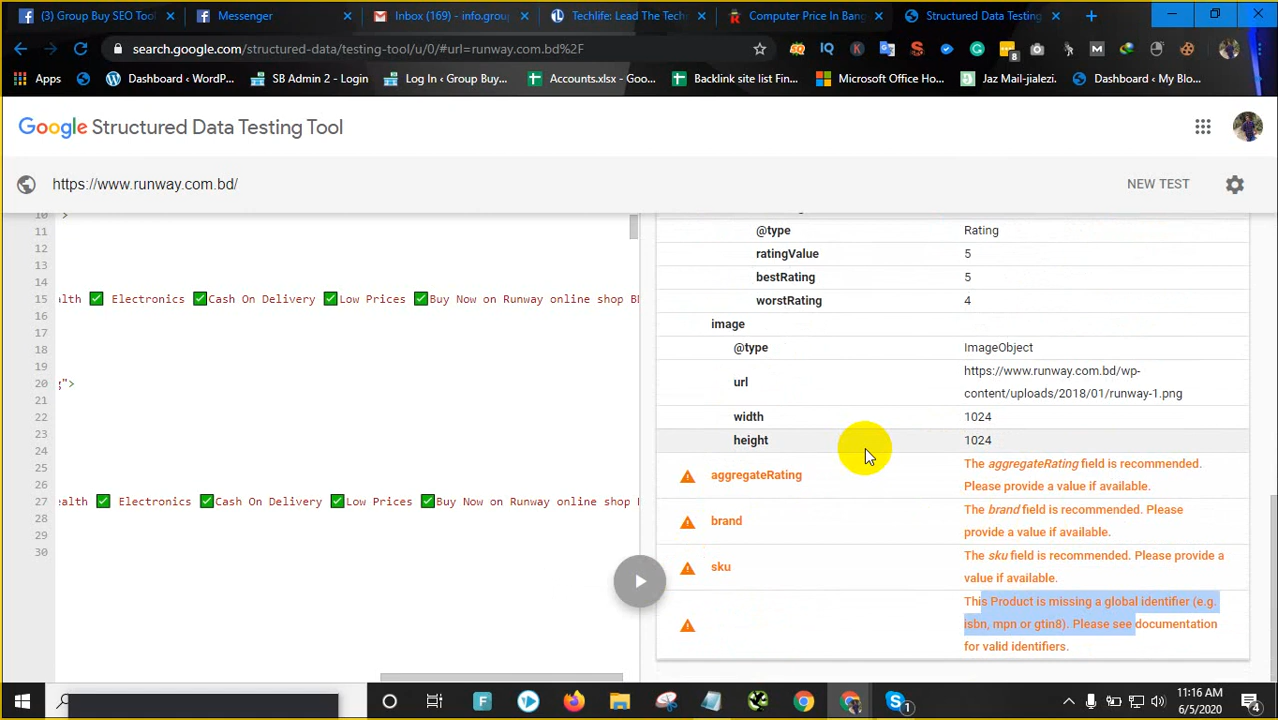 (3) Group Buy SEO Tool
Messenger
Inbox (169) - info.group
Techlife: Lead The Tech
Computer Price In Bang
Structured Data Testing
search.google.com/structured-data/testing-tool/u/0/#url=runway.com.bd%2F
Apps
Dashboard ‹ WordP...
SB Admin 2 - Login
Log In ‹ Group Buy...
Accounts.xlsx - Goo...
Backlink site list Fin...
Microsoft Office Ho...
Jaz Mail-jialezi.
Dashboard ‹ My Blo...
Google Structured Data Testing Tool
https://www.runway.com.bd/
NEW TEST
10 >
11
12
13
14
15 alth ✅ Electronics ✅Cash On Delivery ✅Low Prices ✅Buy Now on Runway online shop B
16
17
18
19
20 g">
21
22
23
24
25
26
27 ealth ✅ Electronics ✅Cash On Delivery ✅Low Prices ✅Buy Now on Runway online shop B
28
29
30
@type Rating
ratingValue 5
bestRating 5
worstRating 4
image
@type ImageObject
url https://www.runway.com.bd/wp-
content/uploads/2018/01/runway-1.png
width 1024
height 1024
aggregateRating The aggregateRating field is recommended.
Please provide a value if available.
brand The brand field is recommended. Please
provide a value if available.
sku The sku field is recommended. Please provide a
value if available.
This Product is missing a global identifier (e.g.
isbn, mpn or gtin8). Please see documentation
for valid identifiers.
11:16 AM
6/5/2020